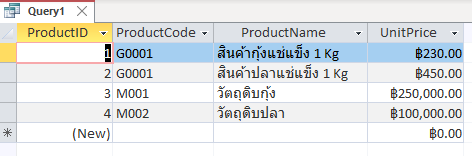 Query1
ProductID ProductCode ProductName UnitPrice
1 G0001 สินค้ากุ้งแช่แข็ง 1 Kg ฿230.00
2 G0001 สินค้าปลาแช่แข็ง 1 Kg ฿450.00
3 M001 วัตถุดิบกุ้ง ฿250,000.00
4 M002 วัตถุดิบปลา ฿100,000.00
* (New) ฿0.00